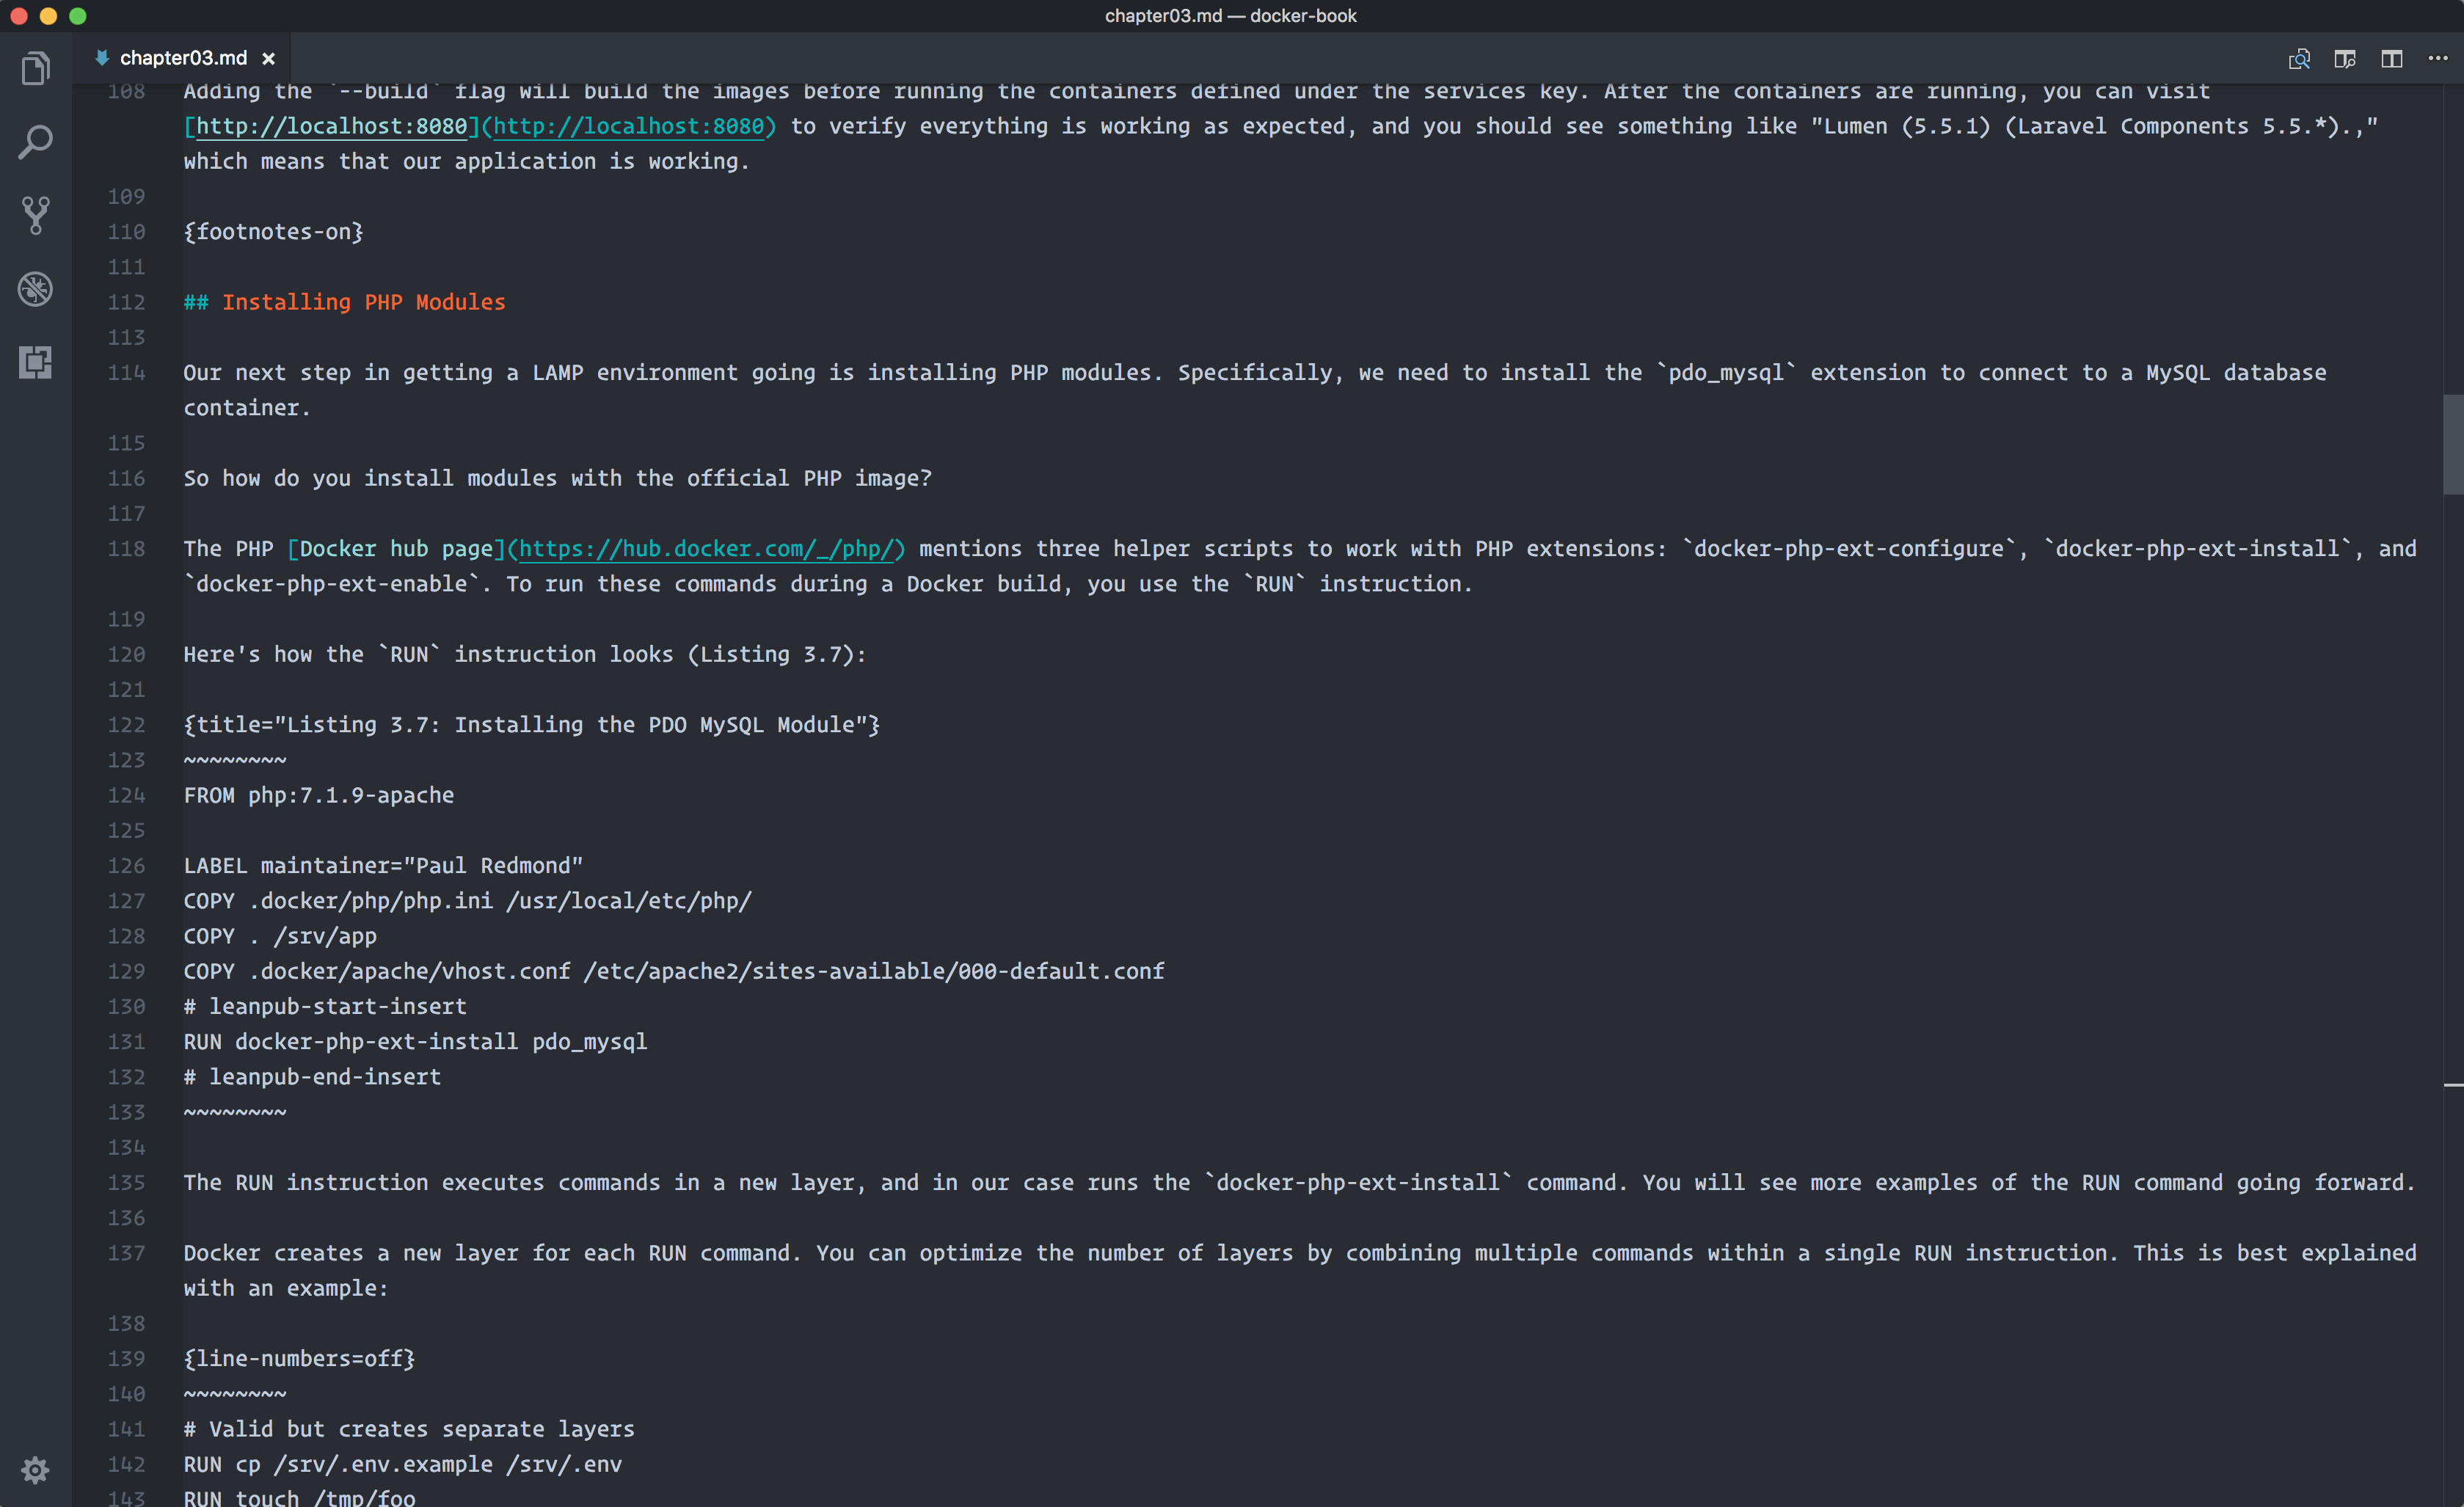 chapter03.md — docker-book
chapter03.md ×
108 Adding the `--build` flag will build the images before running the containers defined under the services key. After the containers are running, you can visit
[http://localhost:8080](http://localhost:8080) to verify everything is working as expected, and you should see something like "Lumen (5.5.1) (Laravel Components 5.5.*).,"
which means that our application is working.
109
110 {footnotes-on}
111
112 ## Installing PHP Modules
113
114 Our next step in getting a LAMP environment going is installing PHP modules. Specifically, we need to install the `pdo_mysql` extension to connect to a MySQL database
container.
115
116 So how do you install modules with the official PHP image?
117
118 The PHP [Docker hub page](https://hub.docker.com/_/php/) mentions three helper scripts to work with PHP extensions: `docker-php-ext-configure`, `docker-php-ext-install`, and
`docker-php-ext-enable`. To run these commands during a Docker build, you use the `RUN` instruction.
119
120 Here's how the `RUN` instruction looks (Listing 3.7):
121
122 {title="Listing 3.7: Installing the PDO MySQL Module"}
123 ~~~~~~~~
124 FROM php:7.1.9-apache
125
126 LABEL maintainer="Paul Redmond"
127 COPY .docker/php/php.ini /usr/local/etc/php/
128 COPY . /srv/app
129 COPY .docker/apache/vhost.conf /etc/apache2/sites-available/000-default.conf
130 # leanpub-start-insert
131 RUN docker-php-ext-install pdo_mysql
132 # leanpub-end-insert
133 ~~~~~~~~
134
135 The RUN instruction executes commands in a new layer, and in our case runs the `docker-php-ext-install` command. You will see more examples of the RUN command going forward.
136
137 Docker creates a new layer for each RUN command. You can optimize the number of layers by combining multiple commands within a single RUN instruction. This is best explained
with an example:
138
139 {line-numbers=off}
140 ~~~~~~~~
141 # Valid but creates separate layers
142 RUN cp /srv/.env.example /srv/.env
143 RUN touch /tmp/foo